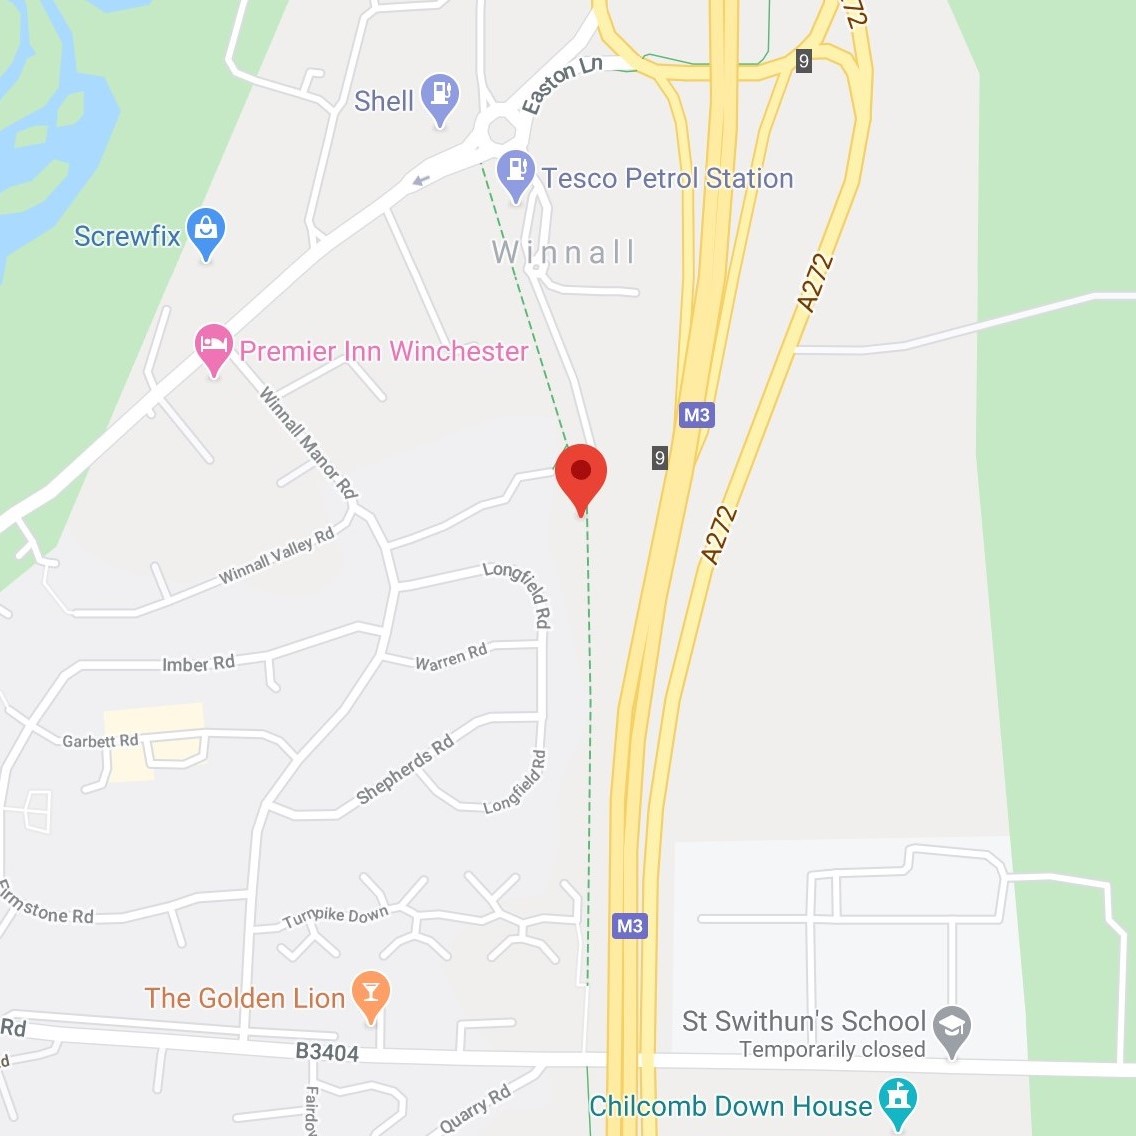 72
9
Easton Ln
Shell
Tesco Petrol Station
Screwfix
Winnall
A272
Premier Inn Winchester
M3
Winnall Manor Rd
9
A272
Winnall Valley Rd
Longfield Rd
Warren Rd
Imber Rd
Garbett Rd
Shepherds Rd
Longfield Rd
Firmstone Rd
Turnpike Down
M3
The Golden Lion
St Swithun's School
Rd
Temporarily closed
B3404
d
Chilcomb Down House
Quarry Rd
Fairdow